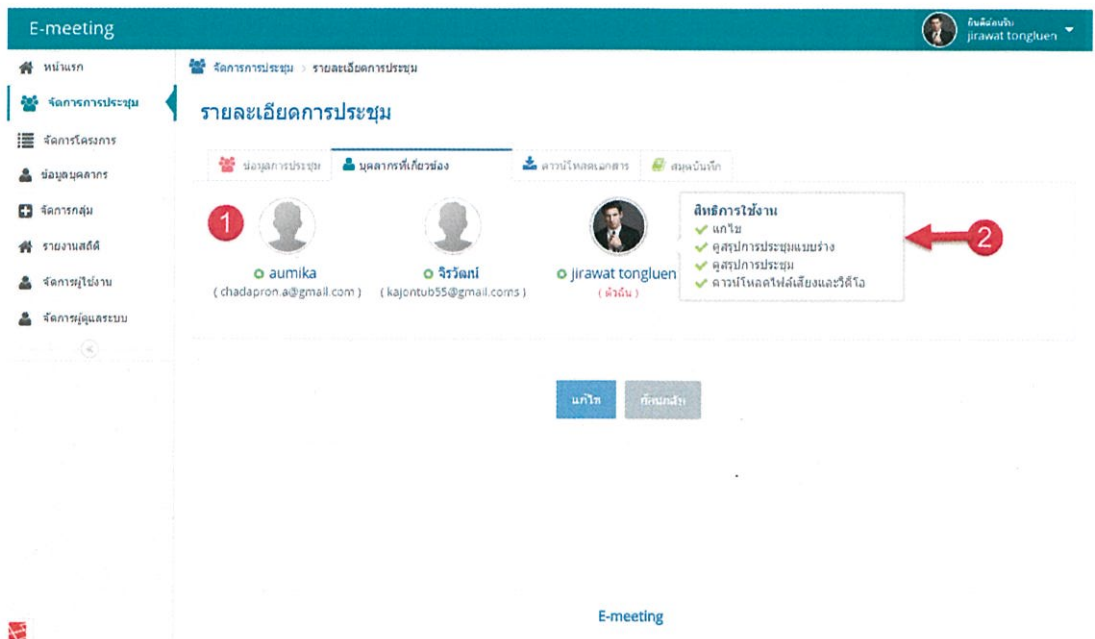 E-meeting
ยินดีต้อนรับ
jirawat tongluen
หน้าแรก
จัดการการประชุม
จัดการโครงการ
ข้อมูลบุคลากร
จัดการกลุ่ม
รายงานสถิติ
จัดการผู้ใช้งาน
จัดการผู้ดูแลระบบ
จัดการการประชุม > รายละเอียดการประชุม
รายละเอียดการประชุม
ข้อมูลการประชุม บุคลากรที่เกี่ยวข้อง ดาวน์โหลดเอกสาร สมุดบันทึก
1
aumika
( chadapron.a@gmail.com )
จิรวัฒน์
( kajontub55@gmail.coms )
jirawat tongluen
( ตัวฉัน )
สิทธิการใช้งาน
แก้ไข
ดูสรุปการประชุมแบบร่าง
ดูสรุปการประชุม
ดาวน์โหลดไฟล์เสียงและวีดีโอ
2
แก้ไข ย้อนกลับ
E-meeting